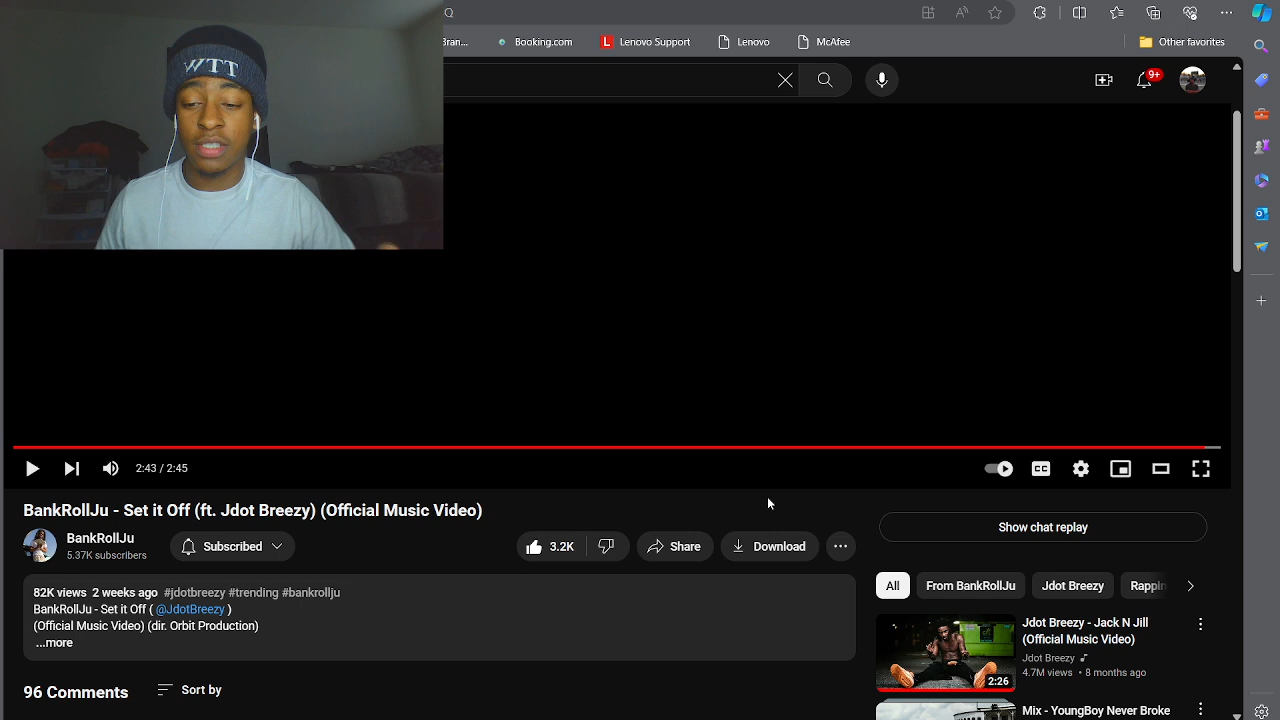 Bran...
Booking.com
Lenovo Support
Lenovo
McAfee
Other favorites
WTT
9+
2:43 / 2:45
CC
BankRollJu - Set it Off (ft. Jdot Breezy) (Official Music Video)
BankRollJu
5.37K subscribers
Subscribed
3.2K
Share
Download
Show chat replay
82K views 2 weeks ago #jdotbreezy #trending #bankrollju
BankRollJu - Set it Off ( @JdotBreezy )
(Official Music Video) (dir. Orbit Production)
...more
All
From BankRollJu
Jdot Breezy
Rappin
Jdot Breezy - Jack N Jill
(Official Music Video)
Jdot Breezy
4.7M views • 8 months ago
2:26
96 Comments
Sort by
Mix - YoungBoy Never Broke